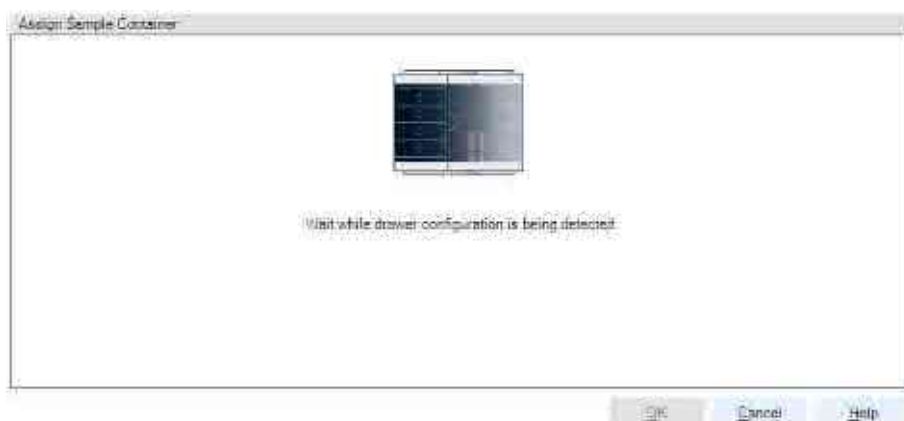 Assign Sample Container
Wait while drawer configuration is being detected
OK
Cancel
Help